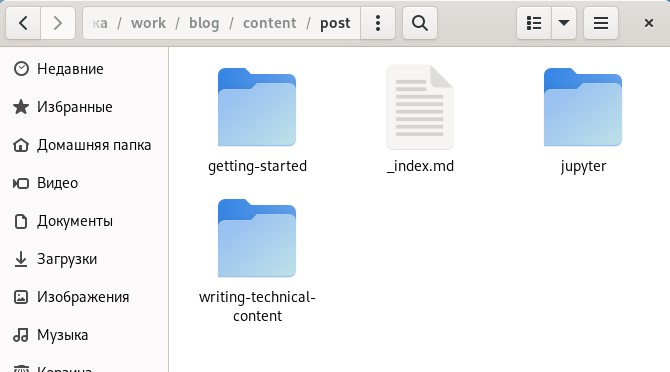 ка / work / blog / content / post
Недавние
Избранные
Домашняя папка
Видео
Документы
Загрузки
Изображения
Музыка
Корзина
getting-started
_index.md
jupyter
writing-technical-
content